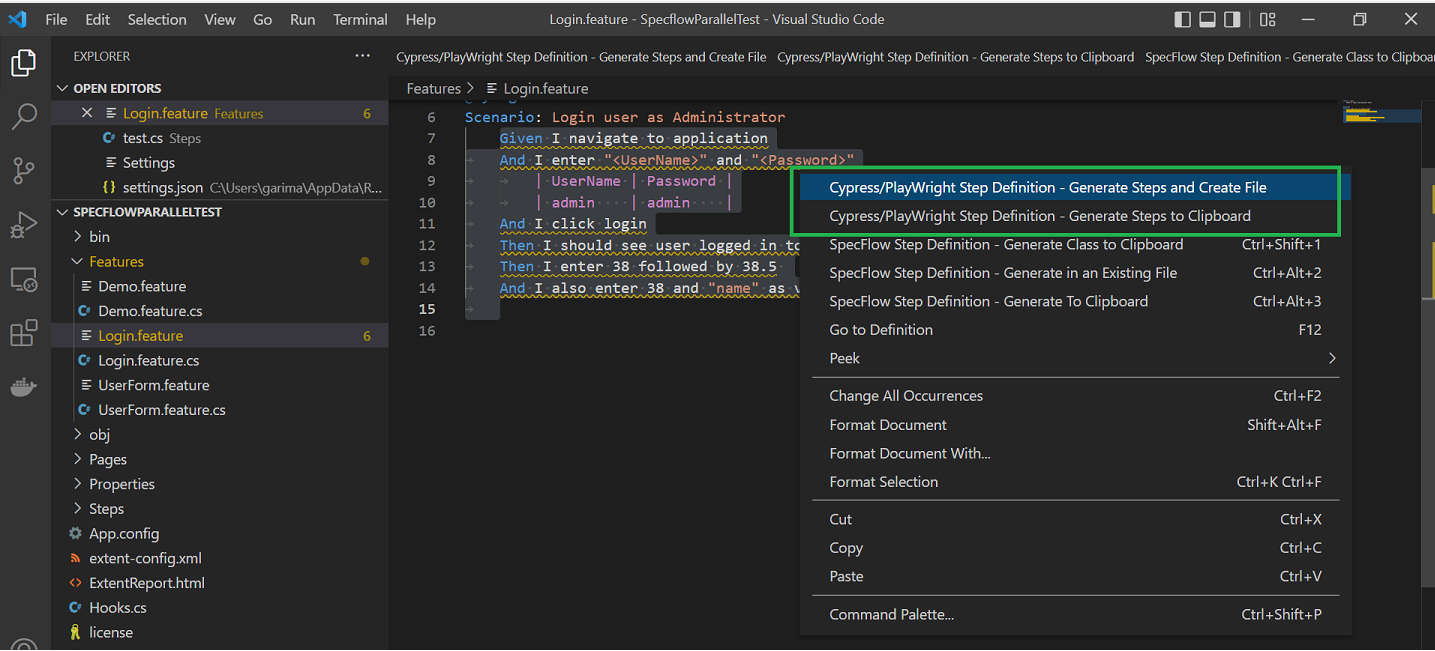 File Edit Selection View Go Run Terminal Help Login.feature - SpecflowParallelTest - Visual Studio Code
EXPLORER
Cypress/PlayWright Step Definition - Generate Steps and Create File Cypress/PlayWright Step Definition - Generate Steps to Clipboard SpecFlow Step Definition - Generate Class to Clipboar
OPEN EDITORS
Login.feature Features 6
test.cs Steps
Settings
{} settings.json C:\Users\garima\AppData\R...
SPECFLOWPARALLELTEST
bin
Features
Demo.feature
Demo.feature.cs
Login.feature 6
Login.feature.cs
UserForm.feature
UserForm.feature.cs
obj
Pages
Properties
Steps
App.config
extent-config.xml
ExtentReport.html
Hooks.cs
license
Features > Login.feature
6 Scenario: Login user as Administrator
7 Given I navigate to application
8 And I enter "<UserName>" and "<Password>"
9 | UserName | Password |
10 | admin | admin |
11 And I click login
12 Then I should see user logged in to
13 Then I enter 38 followed by 38.5
14 And I also enter 38 and "name" as
15
16
Cypress/PlayWright Step Definition - Generate Steps and Create File
Cypress/PlayWright Step Definition - Generate Steps to Clipboard
SpecFlow Step Definition - Generate Class to Clipboard Ctrl+Shift+1
SpecFlow Step Definition - Generate in an Existing File Ctrl+Alt+2
SpecFlow Step Definition - Generate To Clipboard Ctrl+Alt+3
Go to Definition F12
Peek
Change All Occurrences Ctrl+F2
Format Document Shift+Alt+F
Format Document With...
Format Selection Ctrl+K Ctrl+F
Cut Ctrl+X
Copy Ctrl+C
Paste Ctrl+V
Command Palette... Ctrl+Shift+P